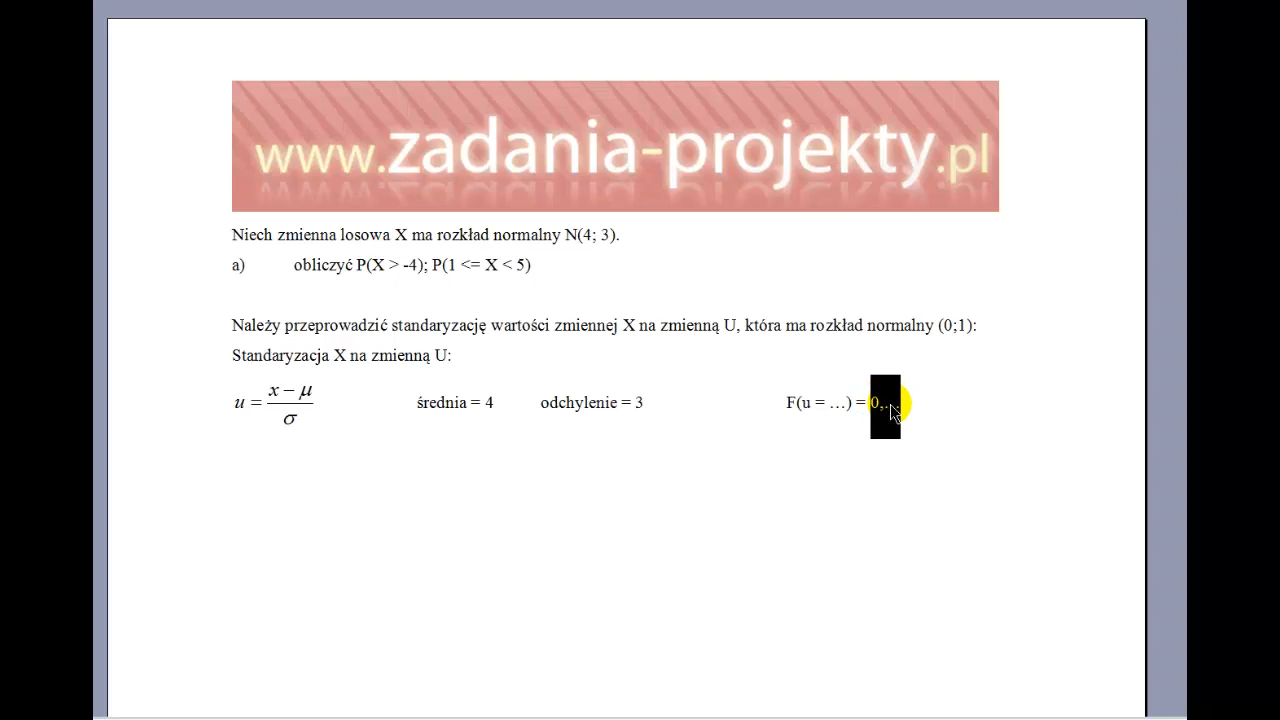 www.zadania-projekty.pl
Niech zmienna losowa X ma rozkład normalny N(4; 3).
a) obliczyć P(X > -4); P(1 <= X < 5)
Należy przeprowadzić standaryzację wartości zmiennej X na zmienną U, która ma rozkład normalny (0;1):
Standaryzacja X na zmienną U:
u = (x − μ) / σ średnia = 4 odchylenie = 3 F(u = …) = 0,…